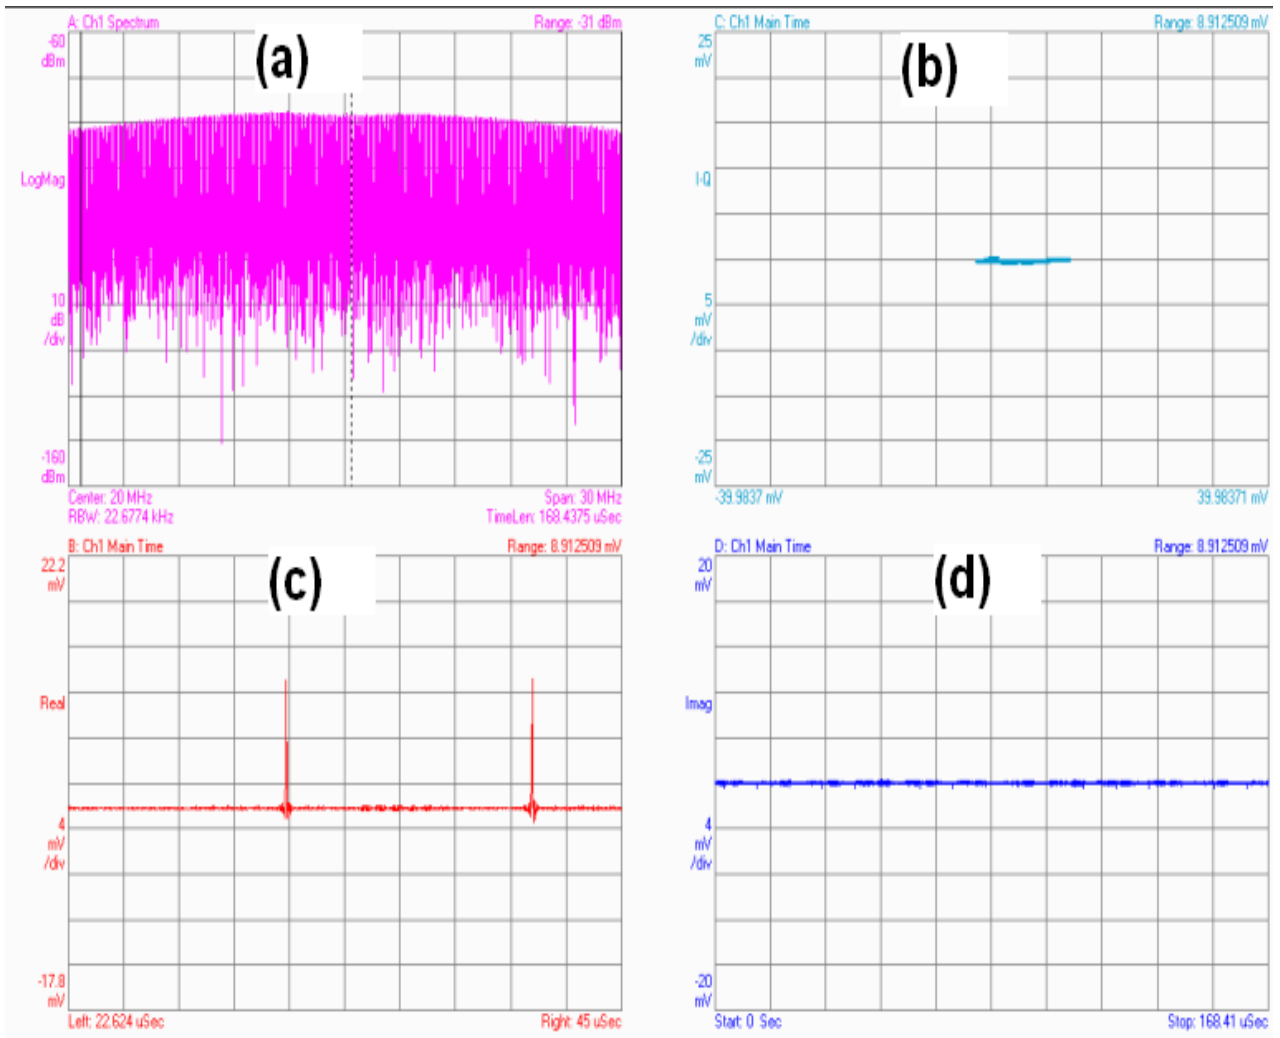 A: Ch1 Spectrum
Range: -31 dBm
-60
dBm
(a)
LogMag
10
dB
/div
-160
dBm
Center: 20 MHz
Span: 30 MHz
RBW: 22.6774 kHz
TimeLen: 168.4375 uSec
C: Ch1 Main Time
Range: 8.912509 mV
25
mV
(b)
I-Q
5
mV
/div
-25
mV
-39.9837 mV
39.98371 mV
B: Ch1 Main Time
Range: 8.912509 mV
22.2
mV
(c)
Real
4
mV
/div
-17.8
mV
Left: 22.624 uSec
Right: 45 uSec
D: Ch1 Main Time
Range: 8.912509 mV
20
mV
(d)
Imag
4
mV
/div
-20
mV
Start: 0 Sec
Stop: 168.41 uSec